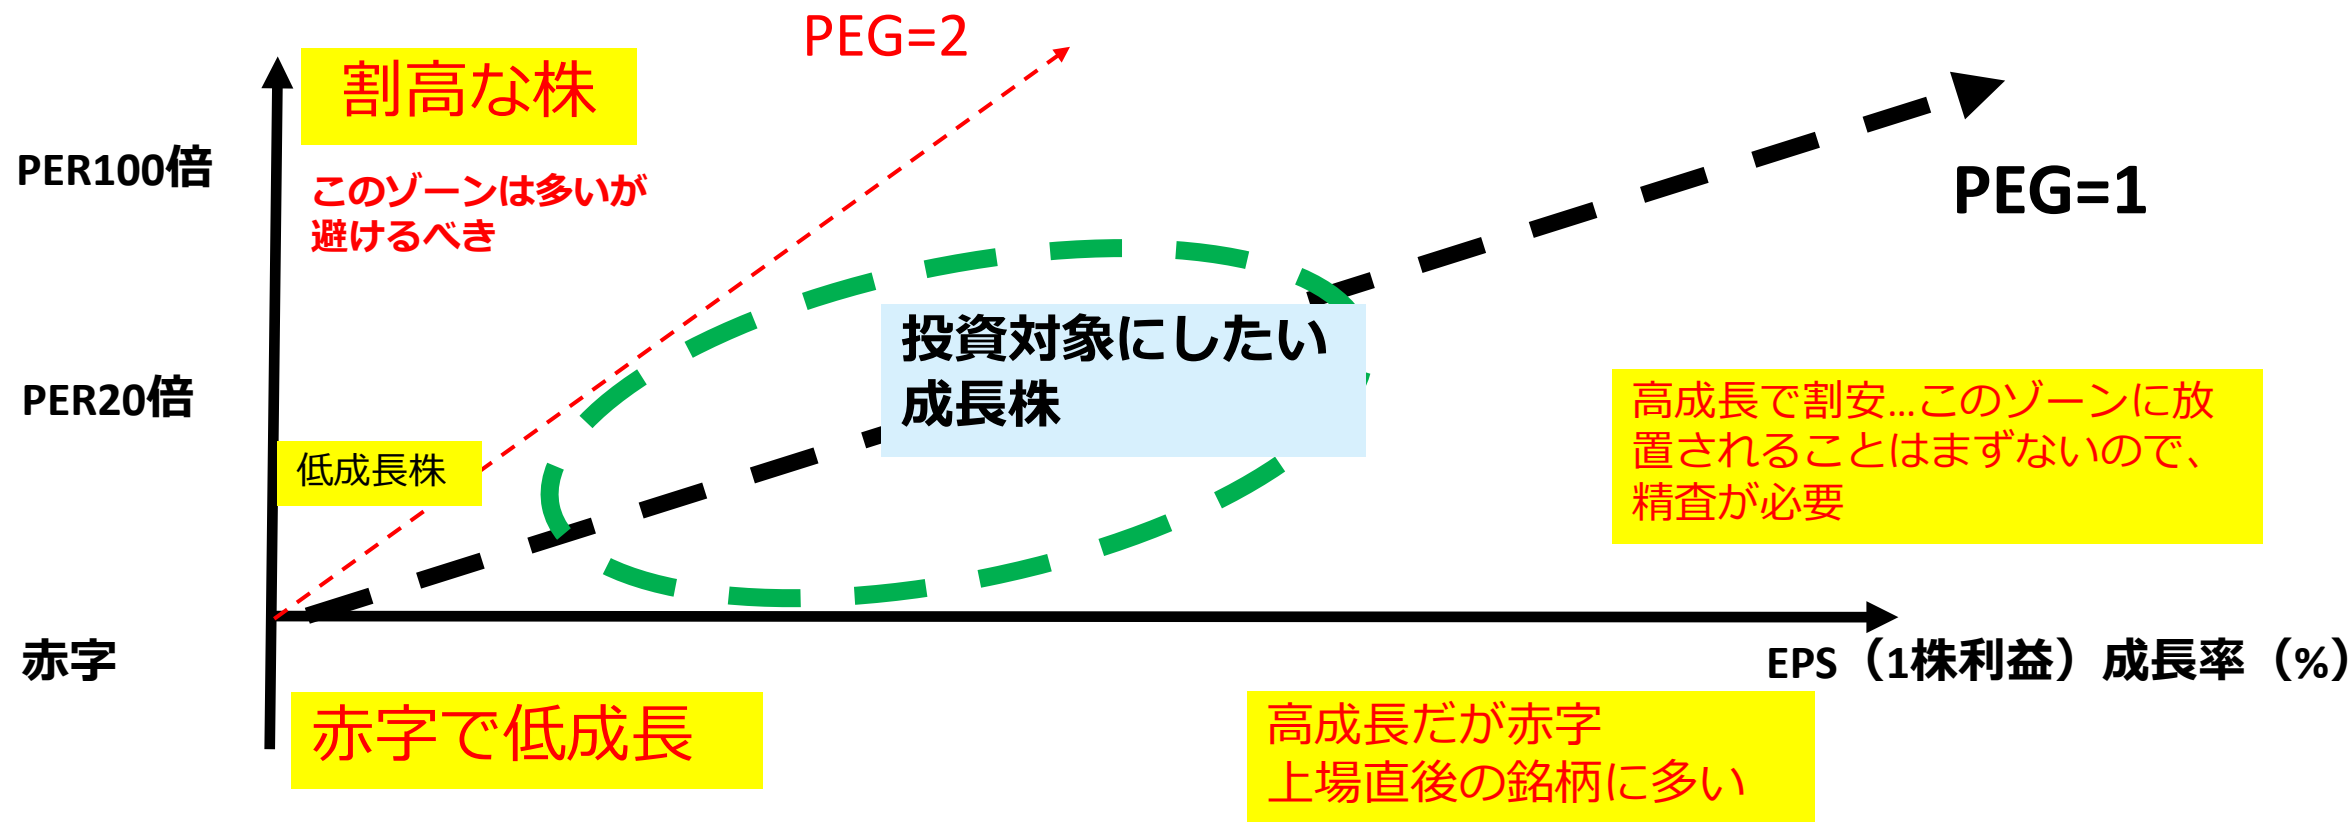 PEG=2
割高な株
PER100倍
このゾーンは多いが
避けるべき
PEG=1
投資対象にしたい
成長株
PER20倍
高成長で割安…このゾーンに放
置されることはまずないので、
精査が必要
低成長株
赤字
EPS（1株利益）成長率（%）
赤字で低成長
高成長だが赤字
上場直後の銘柄に多い